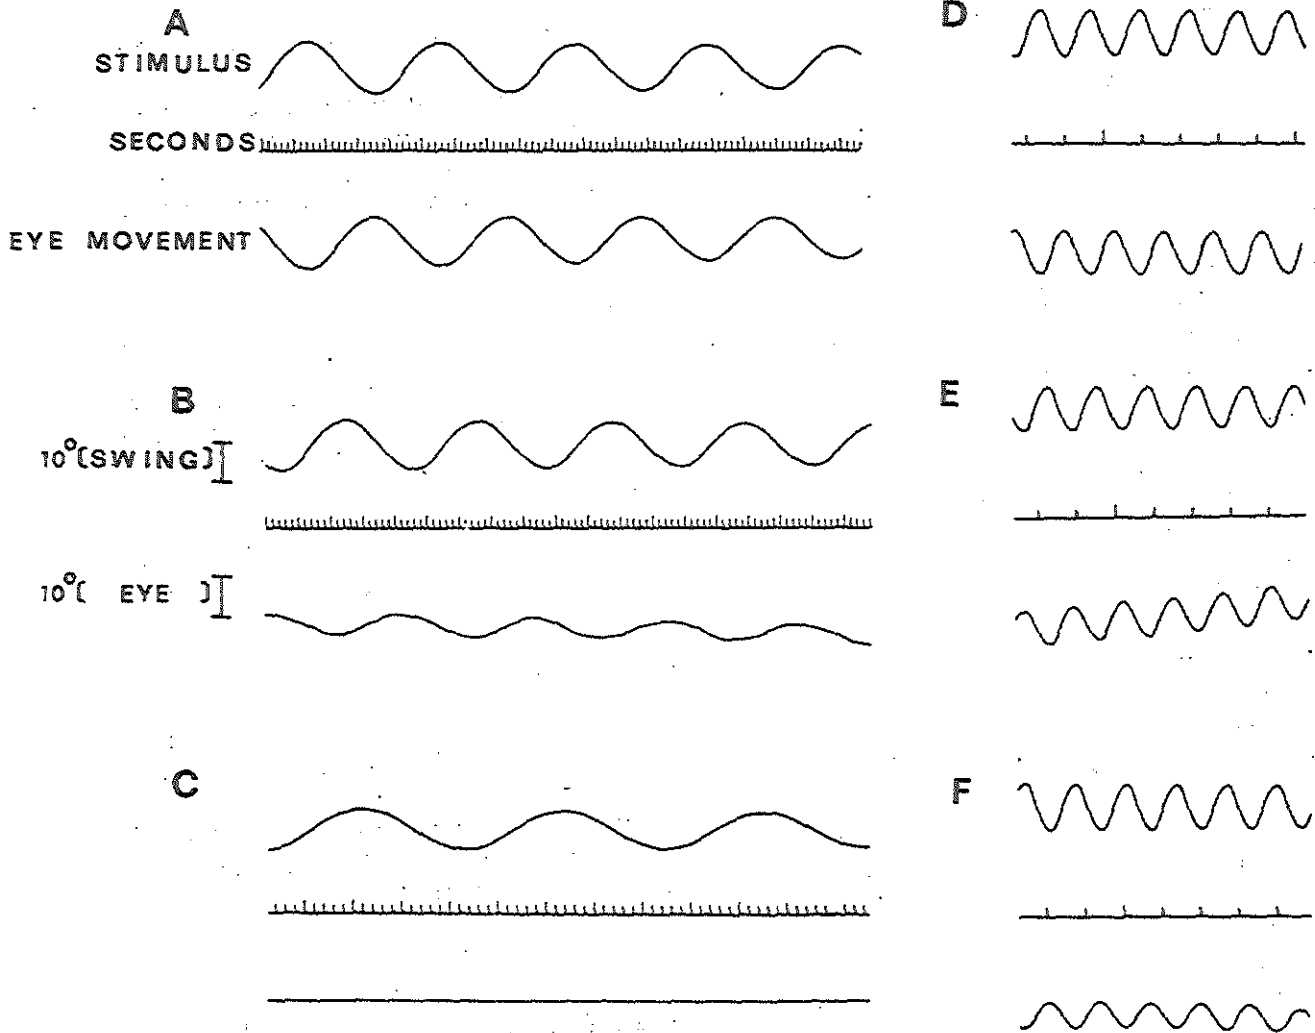 A
STIMULUS
SECONDS
EYE MOVEMENT
B
10°(SWING)
10°( EYE )
C
D
E
F